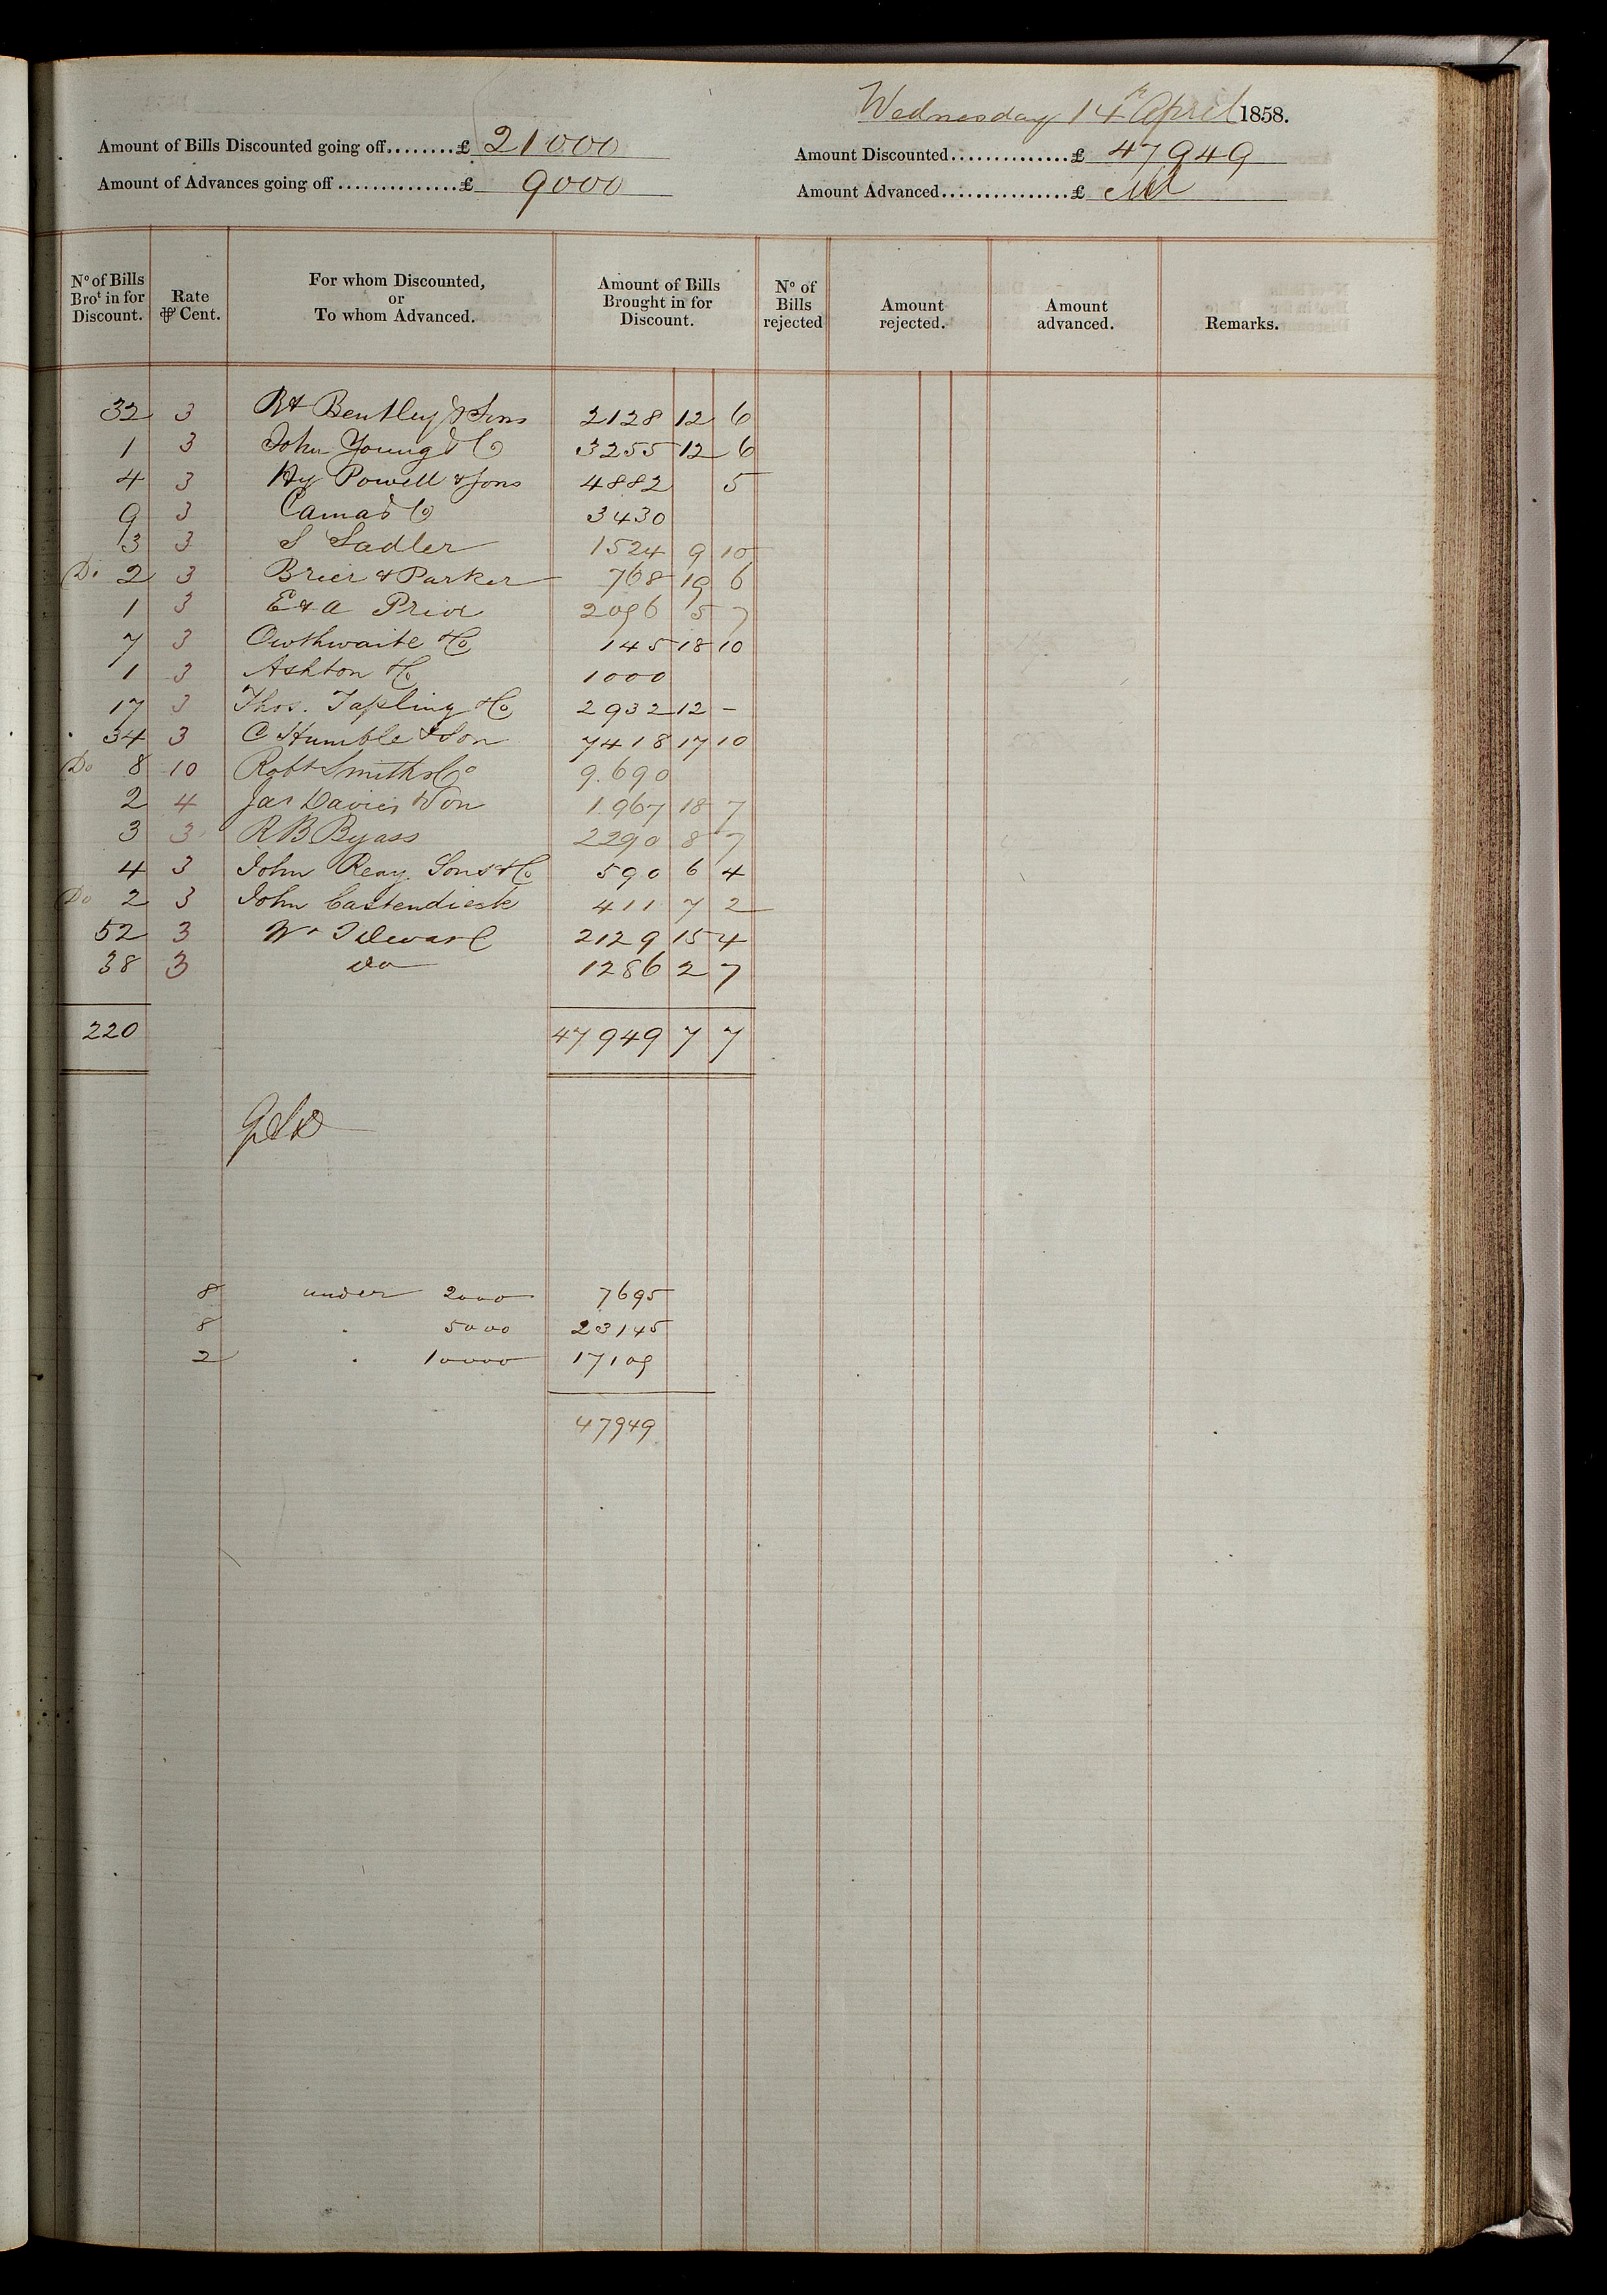 Wednesday 14th April 1858.
Amount of Bills Discounted going off........£ 21000
Amount Discounted..............£ 47949
Amount of Advances going off..............£ 9000
Amount Advanced...............£ Nil
No of Bills Brot in for Discount. Rate ⅌ Cent. For whom Discounted, or To whom Advanced. Amount of Bills Brought in for Discount. No of Bills rejected Amount rejected. Amount advanced. Remarks.
32 3 Rd Bentley & Sons 2128 12 6
1 3 John Young & Co 3255 12 6
4 3 Hy Powell & Sons 4882 5
9 3 Camas & Co 3430
3 3 S Sadler 1524 9 10
Do 2 3 Brier & Parker 768 19 6
1 3 E & A Prior 2096 5 7
7 3 Owthwaite & Co 145 18 10
1 3 Ashton & Co 1000
17 3 Thos. Tapling & Co 2932 12 -
34 3 C Humble & Son 7418 17 10
Do 8 10 Robt Smith & Co 9.690
2 4 Jas Davies & Son 1967 18 7
3 3 R B Byass 2290 8 7
4 3 John Reay Sons & Co 590 6 4
Do 2 3 John Castendieck 411 7 2
52 3 Wm 2129 15 4
38 3 do 1286 2 7
220 47949 7 7
8 under 2000 7695
8 . 5000 23145
2 . 10000 17109
47949